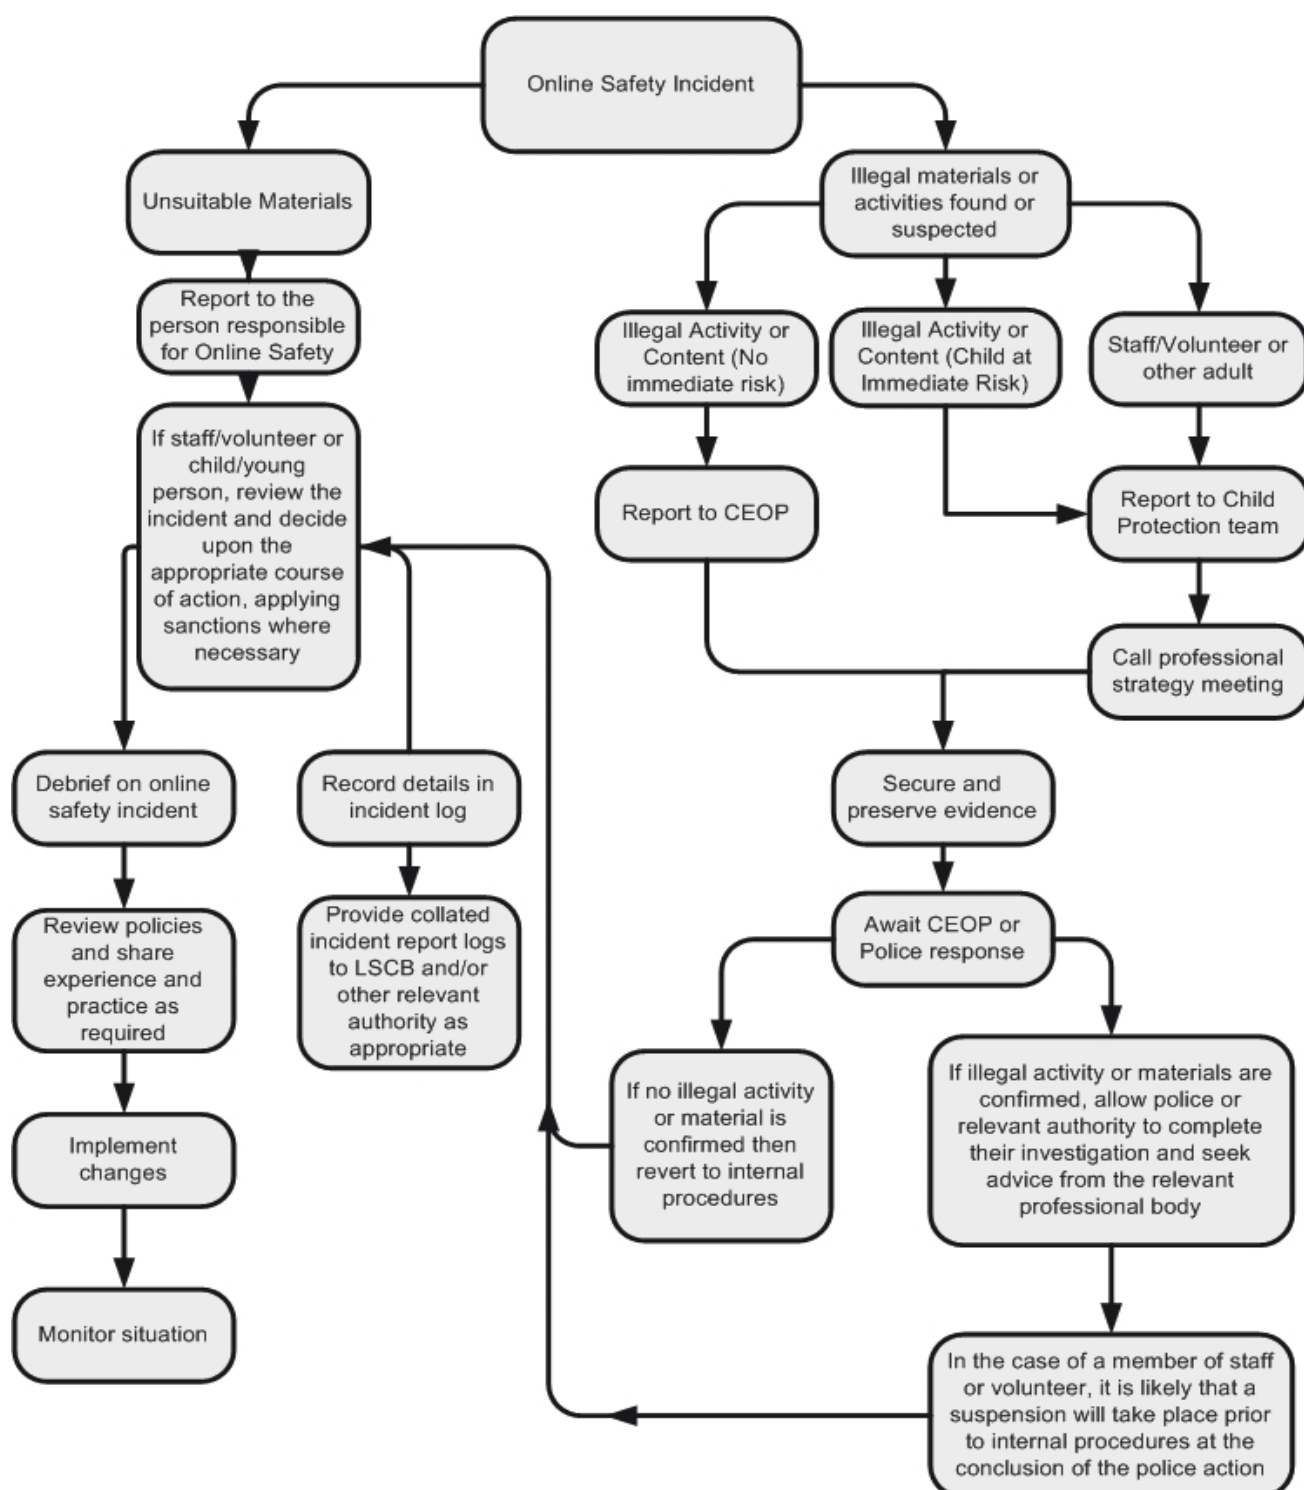 Online Safety Incident
Unsuitable Materials
Report to the
person responsible
for Online Safety
If staff/volunteer or
child/young
person, review the
incident and decide
upon the
appropriate course
of action, applying
sanctions where
necessary
Debrief on online
safety incident
Review policies
and share
experience and
practice as
required
Implement
changes
Monitor situation
Record details in
incident log
Provide collated
incident report logs
to LSCB and/or
other relevant
authority as
appropriate
Illegal materials or
activities found or
suspected
Illegal Activity or
Content (No
immediate risk)
Illegal Activity or
Content (Child at
Immediate Risk)
Staff/Volunteer or
other adult
Report to CEOP
Report to Child
Protection team
Call professional
strategy meeting
Secure and
preserve evidence
Await CEOP or
Police response
If no illegal activity
or material is
confirmed then
revert to internal
procedures
If illegal activity or materials are
confirmed, allow police or
relevant authority to complete
their investigation and seek
advice from the relevant
professional body
In the case of a member of staff
or volunteer, it is likely that a
suspension will take place prior
to internal procedures at the
conclusion of the police action